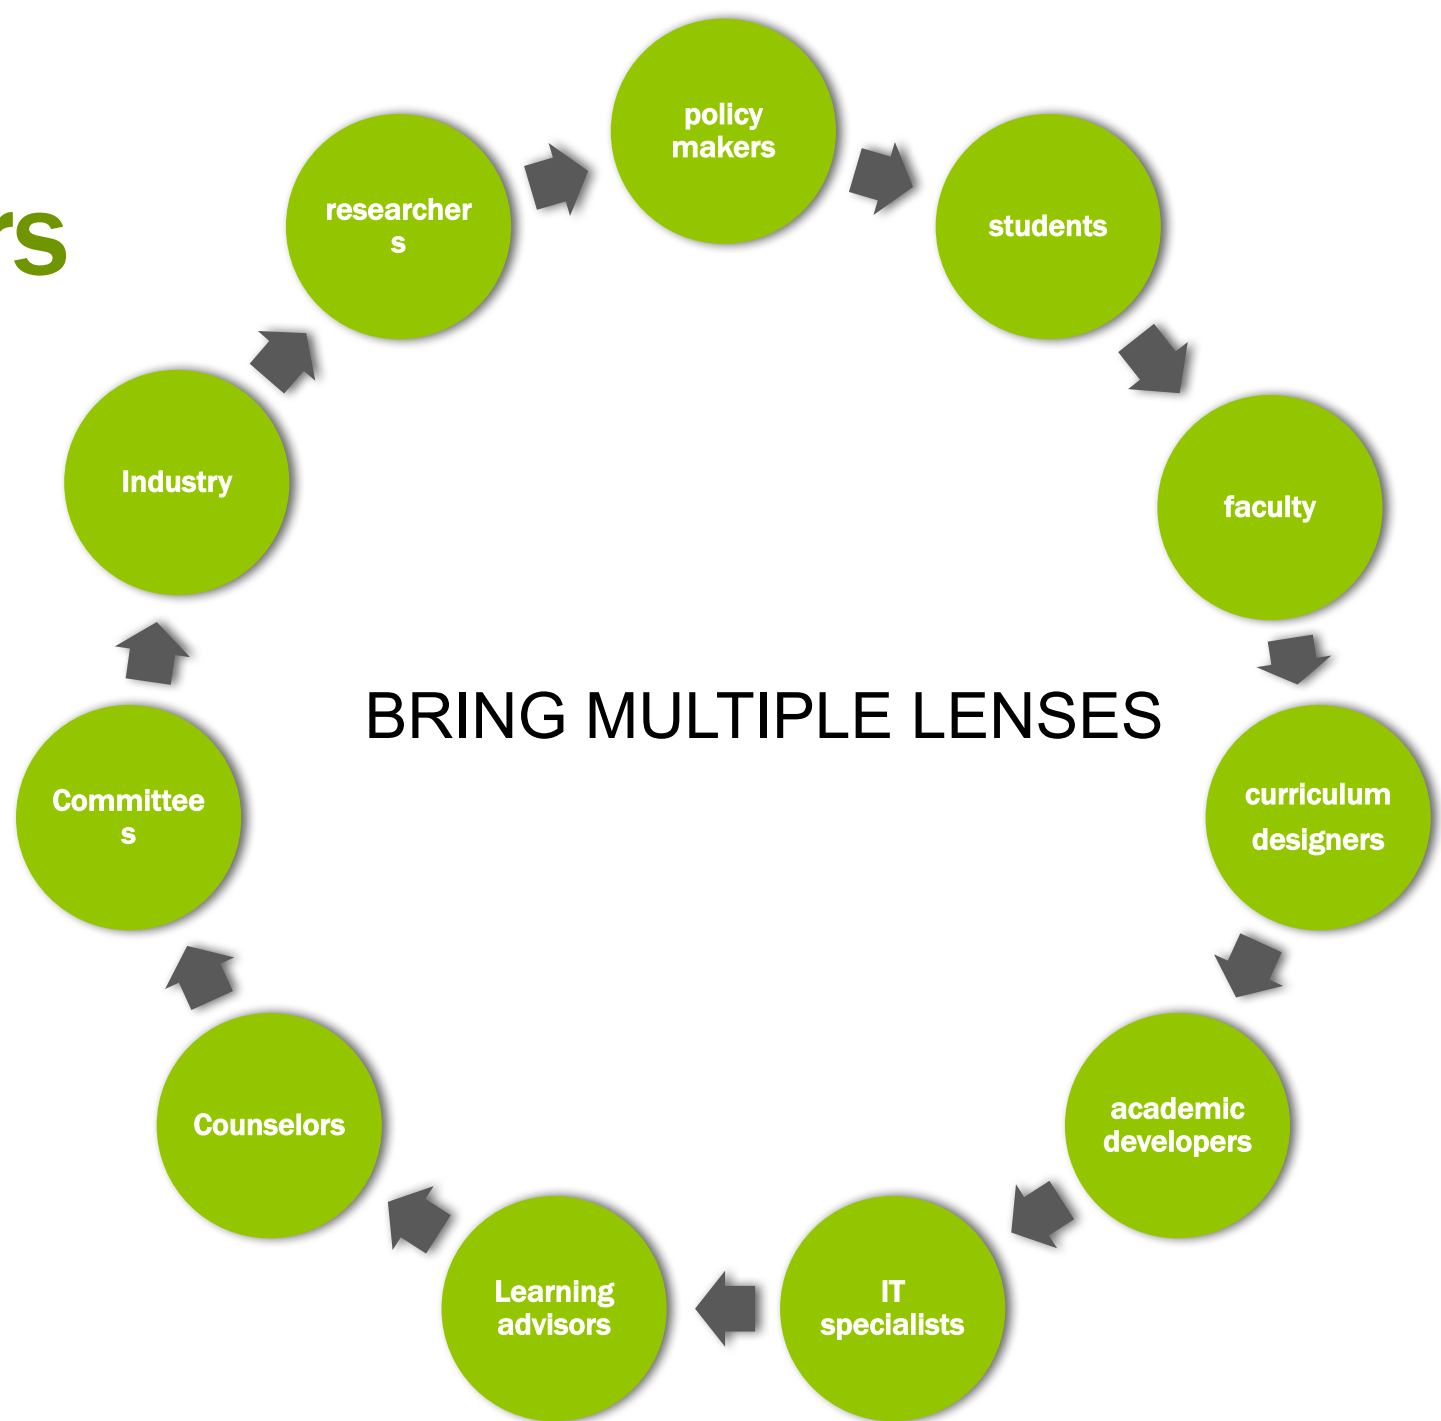 rs
policy
makers
students
faculty
curriculum
designers
academic
developers
IT
specialists
Learning
advisors
Counselors
Committee
s
Industry
researcher
s
BRING MULTIPLE LENSES